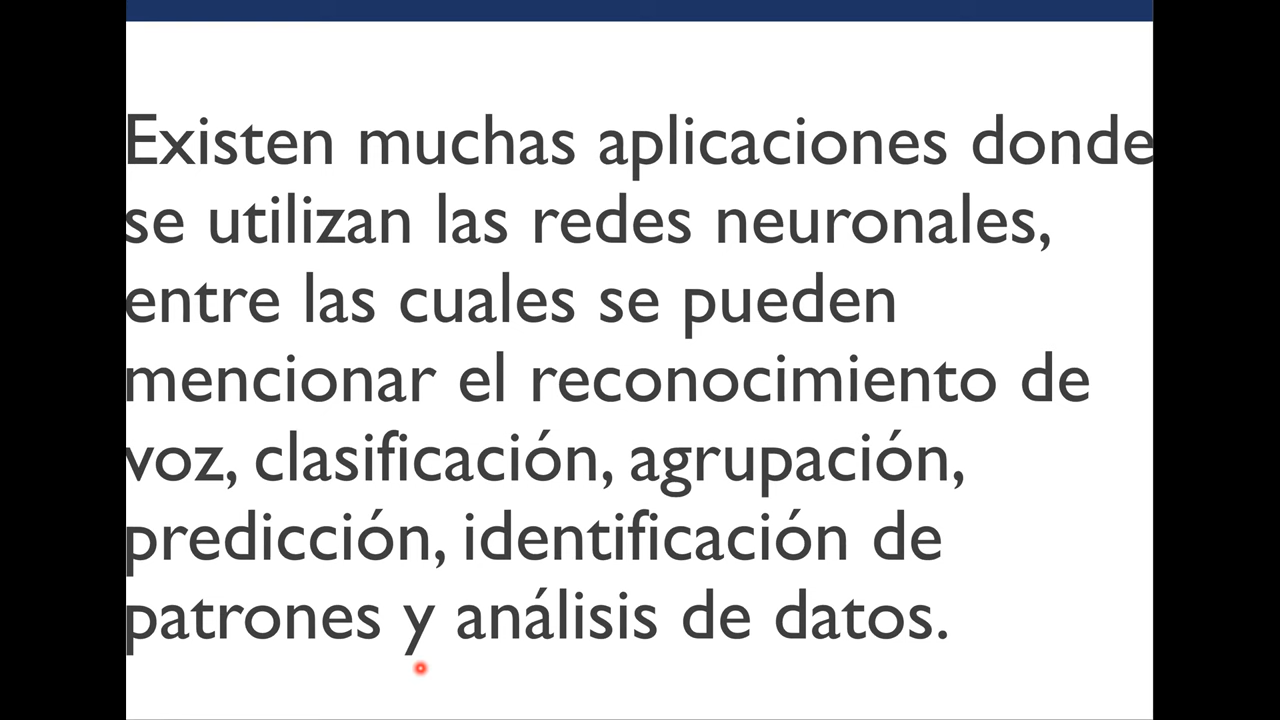 Existen muchas aplicaciones donde
se utilizan las redes neuronales,
entre las cuales se pueden
mencionar el reconocimiento de
voz, clasificación, agrupación,
predicción, identificación de
patrones y análisis de datos.